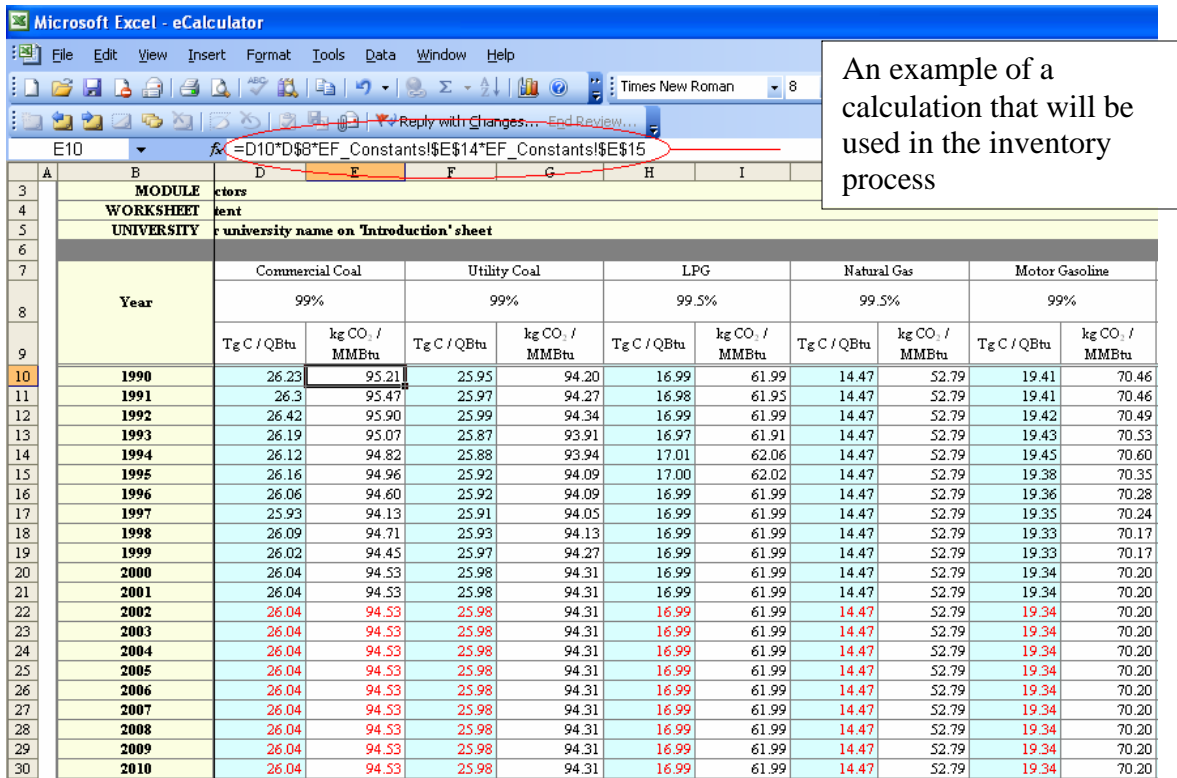 Microsoft Excel - eCalculator
File Edit View Insert Format Tools Data Window Help
Times New Roman 8
Reply with Changes... End Review...
E10 fx =D10*D$8*EF_Constants!$E$14*EF_Constants!$E$15
An example of a
calculation that will be
used in the inventory
process
A B D E F G H I
3 MODULE ctors
4 WORKSHEET tent
5 UNIVERSITY r university name on 'Introduction' sheet
6
7 Commercial Coal Utility Coal LPG Natural Gas Motor Gasoline
8 Year 99% 99% 99.5% 99.5% 99%
9 Tg C / QBtu kg CO2 / MMBtu Tg C / QBtu kg CO2 / MMBtu Tg C / QBtu kg CO2 / MMBtu Tg C / QBtu kg CO2 / MMBtu Tg C / QBtu kg CO2 / MMBtu
10 1990 26.23 95.21 25.95 94.20 16.99 61.99 14.47 52.79 19.41 70.46
11 1991 26.3 95.47 25.97 94.27 16.98 61.95 14.47 52.79 19.41 70.46
12 1992 26.42 95.90 25.99 94.34 16.99 61.99 14.47 52.79 19.42 70.49
13 1993 26.19 95.07 25.87 93.91 16.97 61.91 14.47 52.79 19.43 70.53
14 1994 26.12 94.82 25.88 93.94 17.01 62.06 14.47 52.79 19.45 70.60
15 1995 26.16 94.96 25.92 94.09 17.00 62.02 14.47 52.79 19.38 70.35
16 1996 26.06 94.60 25.92 94.09 16.99 61.99 14.47 52.79 19.36 70.28
17 1997 25.93 94.13 25.91 94.05 16.99 61.99 14.47 52.79 19.35 70.24
18 1998 26.09 94.71 25.93 94.13 16.99 61.99 14.47 52.79 19.33 70.17
19 1999 26.02 94.45 25.97 94.27 16.99 61.99 14.47 52.79 19.33 70.17
20 2000 26.04 94.53 25.98 94.31 16.99 61.99 14.47 52.79 19.34 70.20
21 2001 26.04 94.53 25.98 94.31 16.99 61.99 14.47 52.79 19.34 70.20
22 2002 26.04 94.53 25.98 94.31 16.99 61.99 14.47 52.79 19.34 70.20
23 2003 26.04 94.53 25.98 94.31 16.99 61.99 14.47 52.79 19.34 70.20
24 2004 26.04 94.53 25.98 94.31 16.99 61.99 14.47 52.79 19.34 70.20
25 2005 26.04 94.53 25.98 94.31 16.99 61.99 14.47 52.79 19.34 70.20
26 2006 26.04 94.53 25.98 94.31 16.99 61.99 14.47 52.79 19.34 70.20
27 2007 26.04 94.53 25.98 94.31 16.99 61.99 14.47 52.79 19.34 70.20
28 2008 26.04 94.53 25.98 94.31 16.99 61.99 14.47 52.79 19.34 70.20
29 2009 26.04 94.53 25.98 94.31 16.99 61.99 14.47 52.79 19.34 70.20
30 2010 26.04 94.53 25.98 94.31 16.99 61.99 14.47 52.79 19.34 70.20